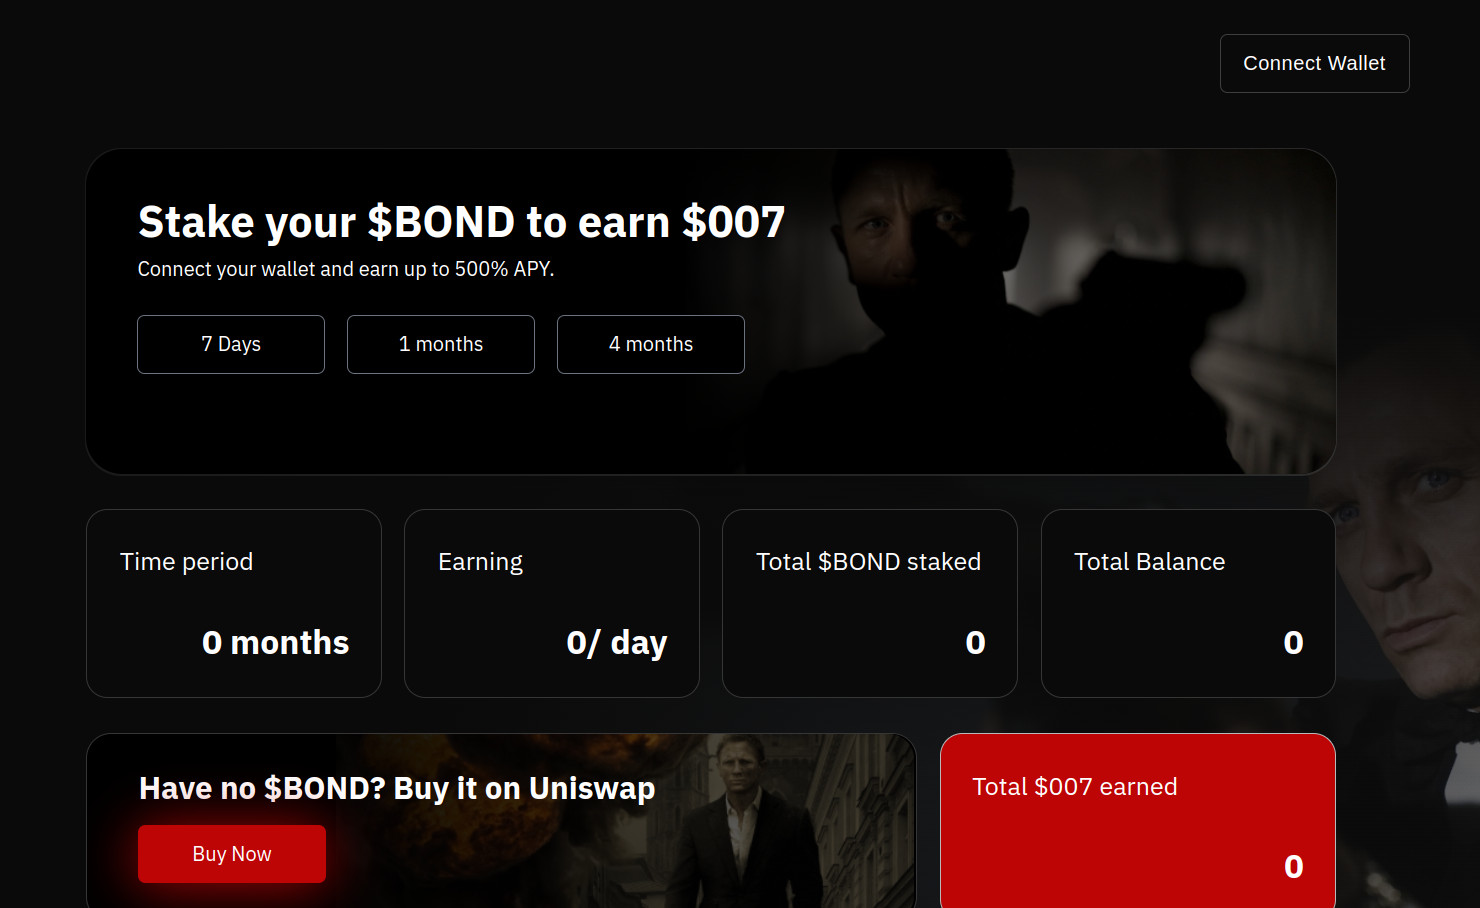 Connect Wallet
Stake your $BOND to earn $007
Connect your wallet and earn up to 500% APY.
7 Days
1 months
4 months
Time period
0 months
Earning
0/ day
Total $BOND staked
0
Total Balance
0
Have no $BOND? Buy it on Uniswap
Buy Now
Total $007 earned
0